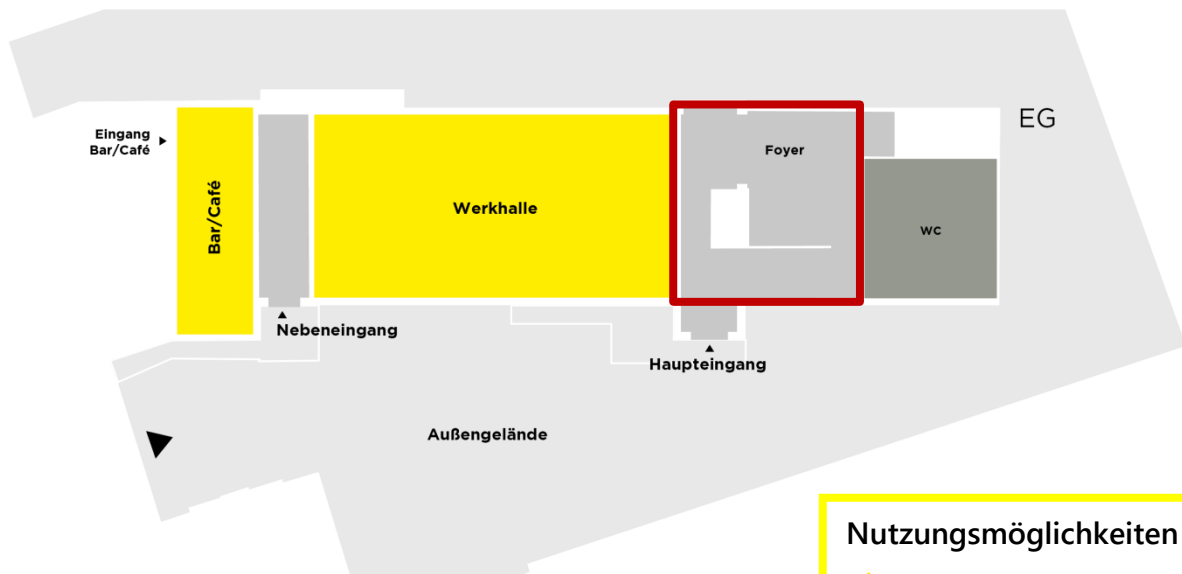 EG
Eingang
Bar/Café
Bar/Café
Werkhalle
Foyer
WC
Nebeneingang
Haupteingang
Außengelände
Nutzungsmöglichkeiten